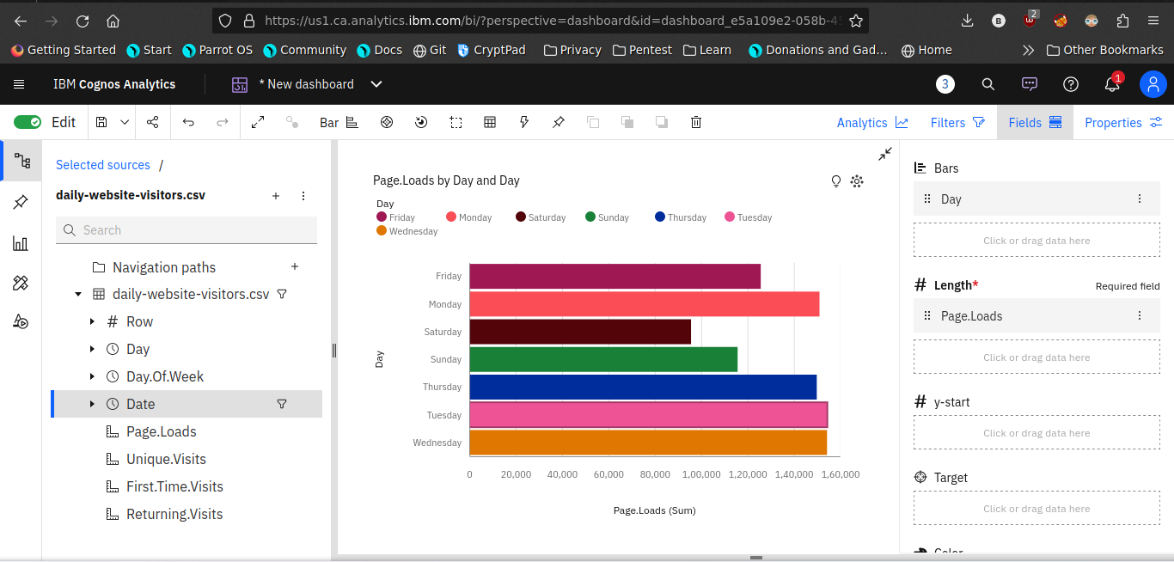 https://us1.ca.analytics.ibm.com/bi/?perspective=dashboard&id=dashboard_e5a109e2-058b-4
2
Getting Started Start Parrot OS Community Docs Git CryptPad Privacy Pentest Learn Donations and Gad... Home Other Bookmarks
IBM Cognos Analytics * New dashboard 3 1
Edit Bar Analytics Filters Fields Properties
Selected sources /
daily-website-visitors.csv
Search
Navigation paths
daily-website-visitors.csv
Row
Day
Day.Of.Week
Date
Page.Loads
Unique.Visits
First.Time.Visits
Returning.Visits
Page.Loads by Day and Day
Day
Friday Monday Saturday Sunday Thursday Tuesday
Wednesday
Day
Friday
Monday
Saturday
Sunday
Thursday
Tuesday
Wednesday
0 20,000 40,000 60,000 80,000 1,00,000 1,20,000 1,40,000 1,60,000
Page.Loads (Sum)
Bars
Day
Click or drag data here
# Length* Required field
Page.Loads
Click or drag data here
# y-start
Click or drag data here
Target
Click or drag data here